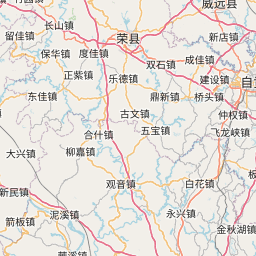 威远县
长山镇
新店镇
留佳镇
荣县
保华镇
度佳镇
成佳镇
双石镇
正紫镇
乐德镇
建设镇
自
东佳镇
鼎新镇
桥头镇
古文镇
仲权镇
合什镇
五宝镇
飞龙峡镇
大兴镇
柳嘉镇
观音镇
白花镇
新民镇
泥溪镇
永兴镇
箭板镇
金秋湖镇